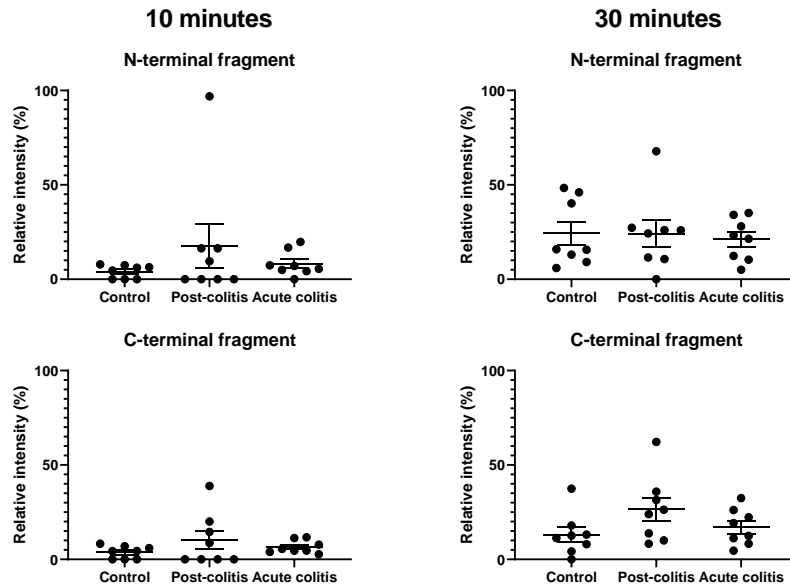 10 minutes
30 minutes
N-terminal fragment
N-terminal fragment
Relative intensity (%)
100
50
0
Control Post-colitis Acute colitis
Relative intensity (%)
100
50
0
Control Post-colitis Acute colitis
C-terminal fragment
C-terminal fragment
Relative intensity (%)
100
50
0
Control Post-colitis Acute colitis
Relative intensity (%)
100
50
0
Control Post-colitis Acute colitis